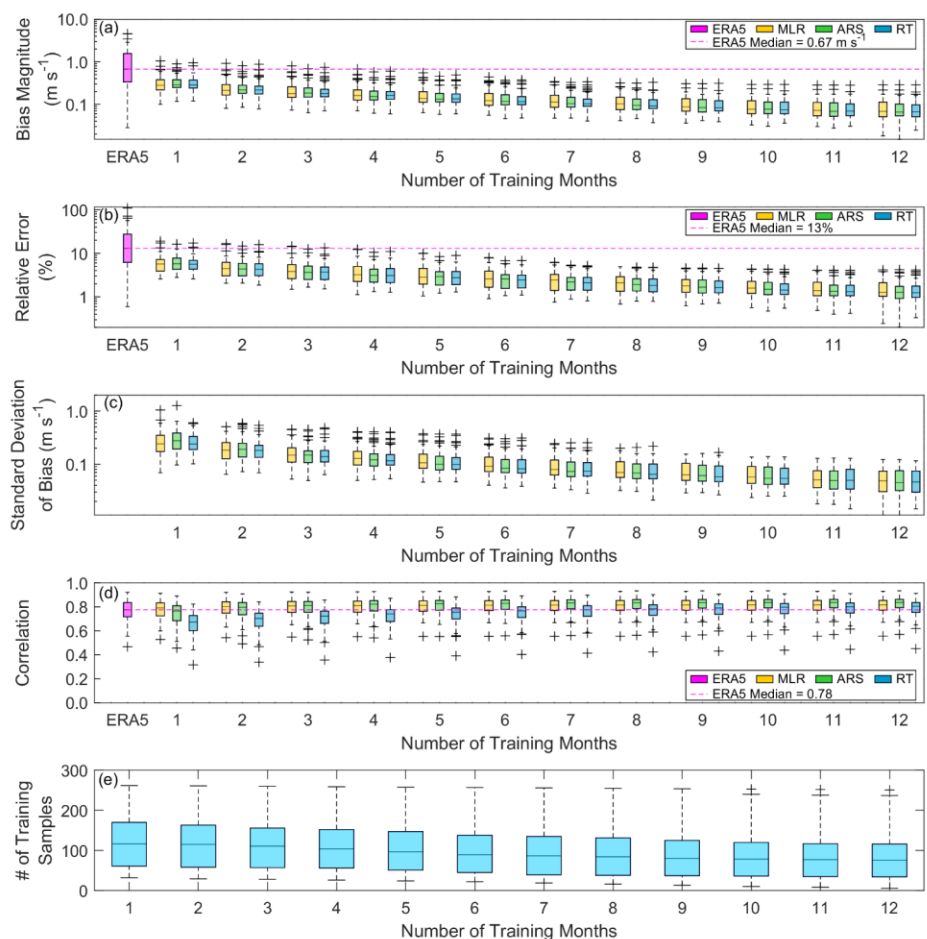 (a)
ERA5 MLR ARS RT
ERA5 Median = 0.67 m s⁻¹
Bias Magnitude
(m s⁻¹)
10.0
1.0
0.1
ERA5 1 2 3 4 5 6 7 8 9 10 11 12
Number of Training Months
(b)
ERA5 MLR ARS RT
ERA5 Median = 13%
Relative Error
(%)
100
10
1
ERA5 1 2 3 4 5 6 7 8 9 10 11 12
Number of Training Months
(c)
Standard Deviation
of Bias (m s⁻¹)
1.0
0.1
1 2 3 4 5 6 7 8 9 10 11 12
Number of Training Months
(d)
Correlation
1.0
0.8
0.6
0.4
0.2
0.0
ERA5 MLR ARS RT
ERA5 Median = 0.78
ERA5 1 2 3 4 5 6 7 8 9 10 11 12
Number of Training Months
(e)
# of Training
Samples
300
200
100
0
1 2 3 4 5 6 7 8 9 10 11 12
Number of Training Months